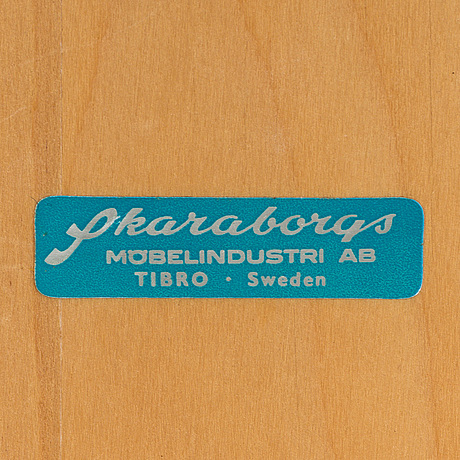 Skaraborgs
MÖBELINDUSTRI AB
TIBRO · Sweden